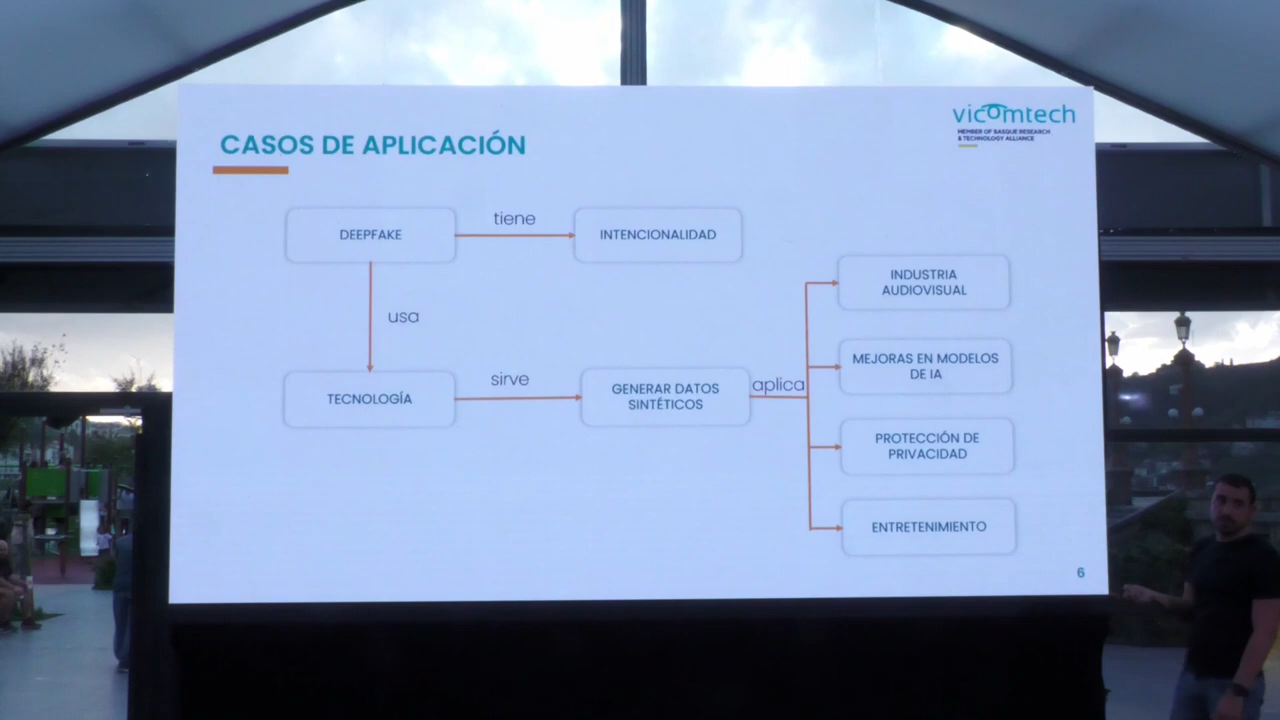 vicomtech
MEMBER OF BASQUE RESEARCH
& TECHNOLOGY ALLIANCE
CASOS DE APLICACIÓN
DEEPFAKE
tiene
INTENCIONALIDAD
usa
TECNOLOGÍA
sirve
GENERAR DATOS
SINTÉTICOS
aplica
INDUSTRIA
AUDIOVISUAL
MEJORAS EN MODELOS
DE IA
PROTECCIÓN DE
PRIVACIDAD
ENTRETENIMIENTO
6